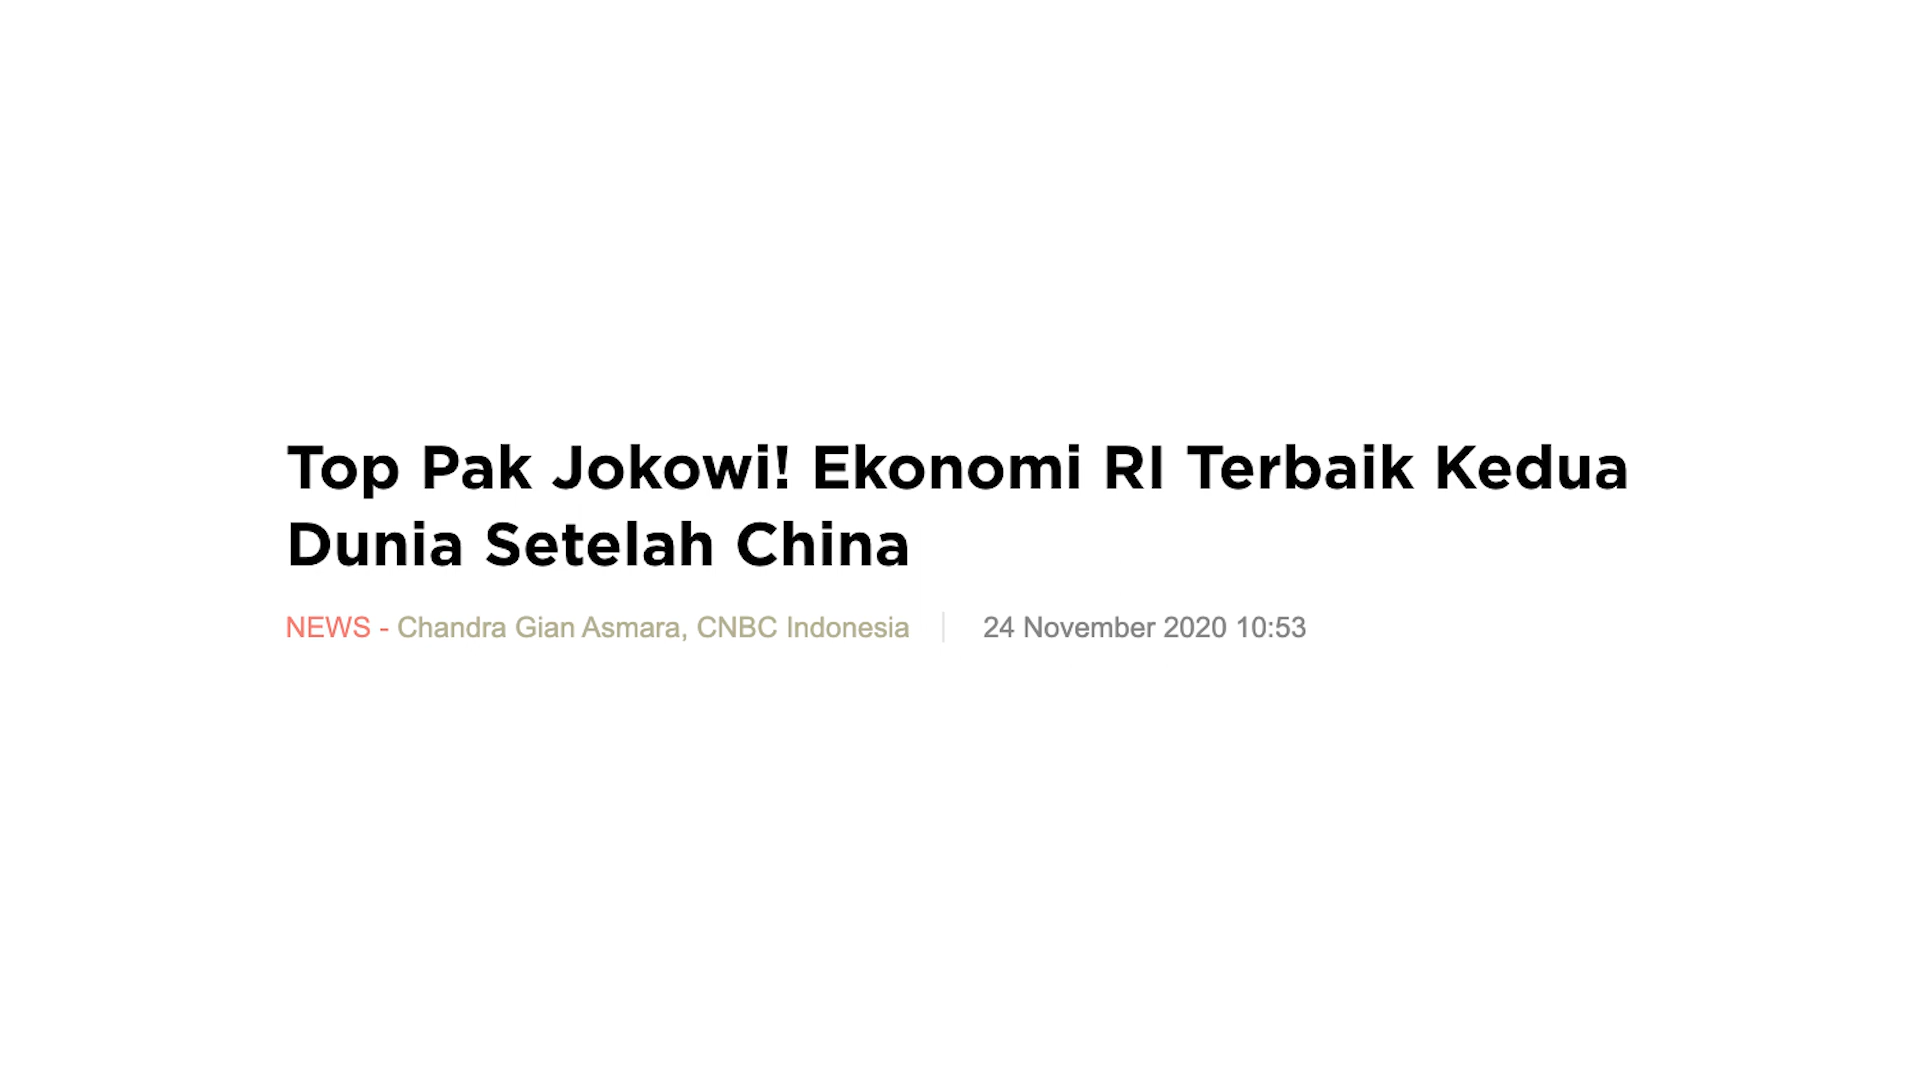 Top Pak Jokowi! Ekonomi RI Terbaik Kedua
Dunia Setelah China
NEWS - Chandra Gian Asmara, CNBC Indonesia | 24 November 2020 10:53